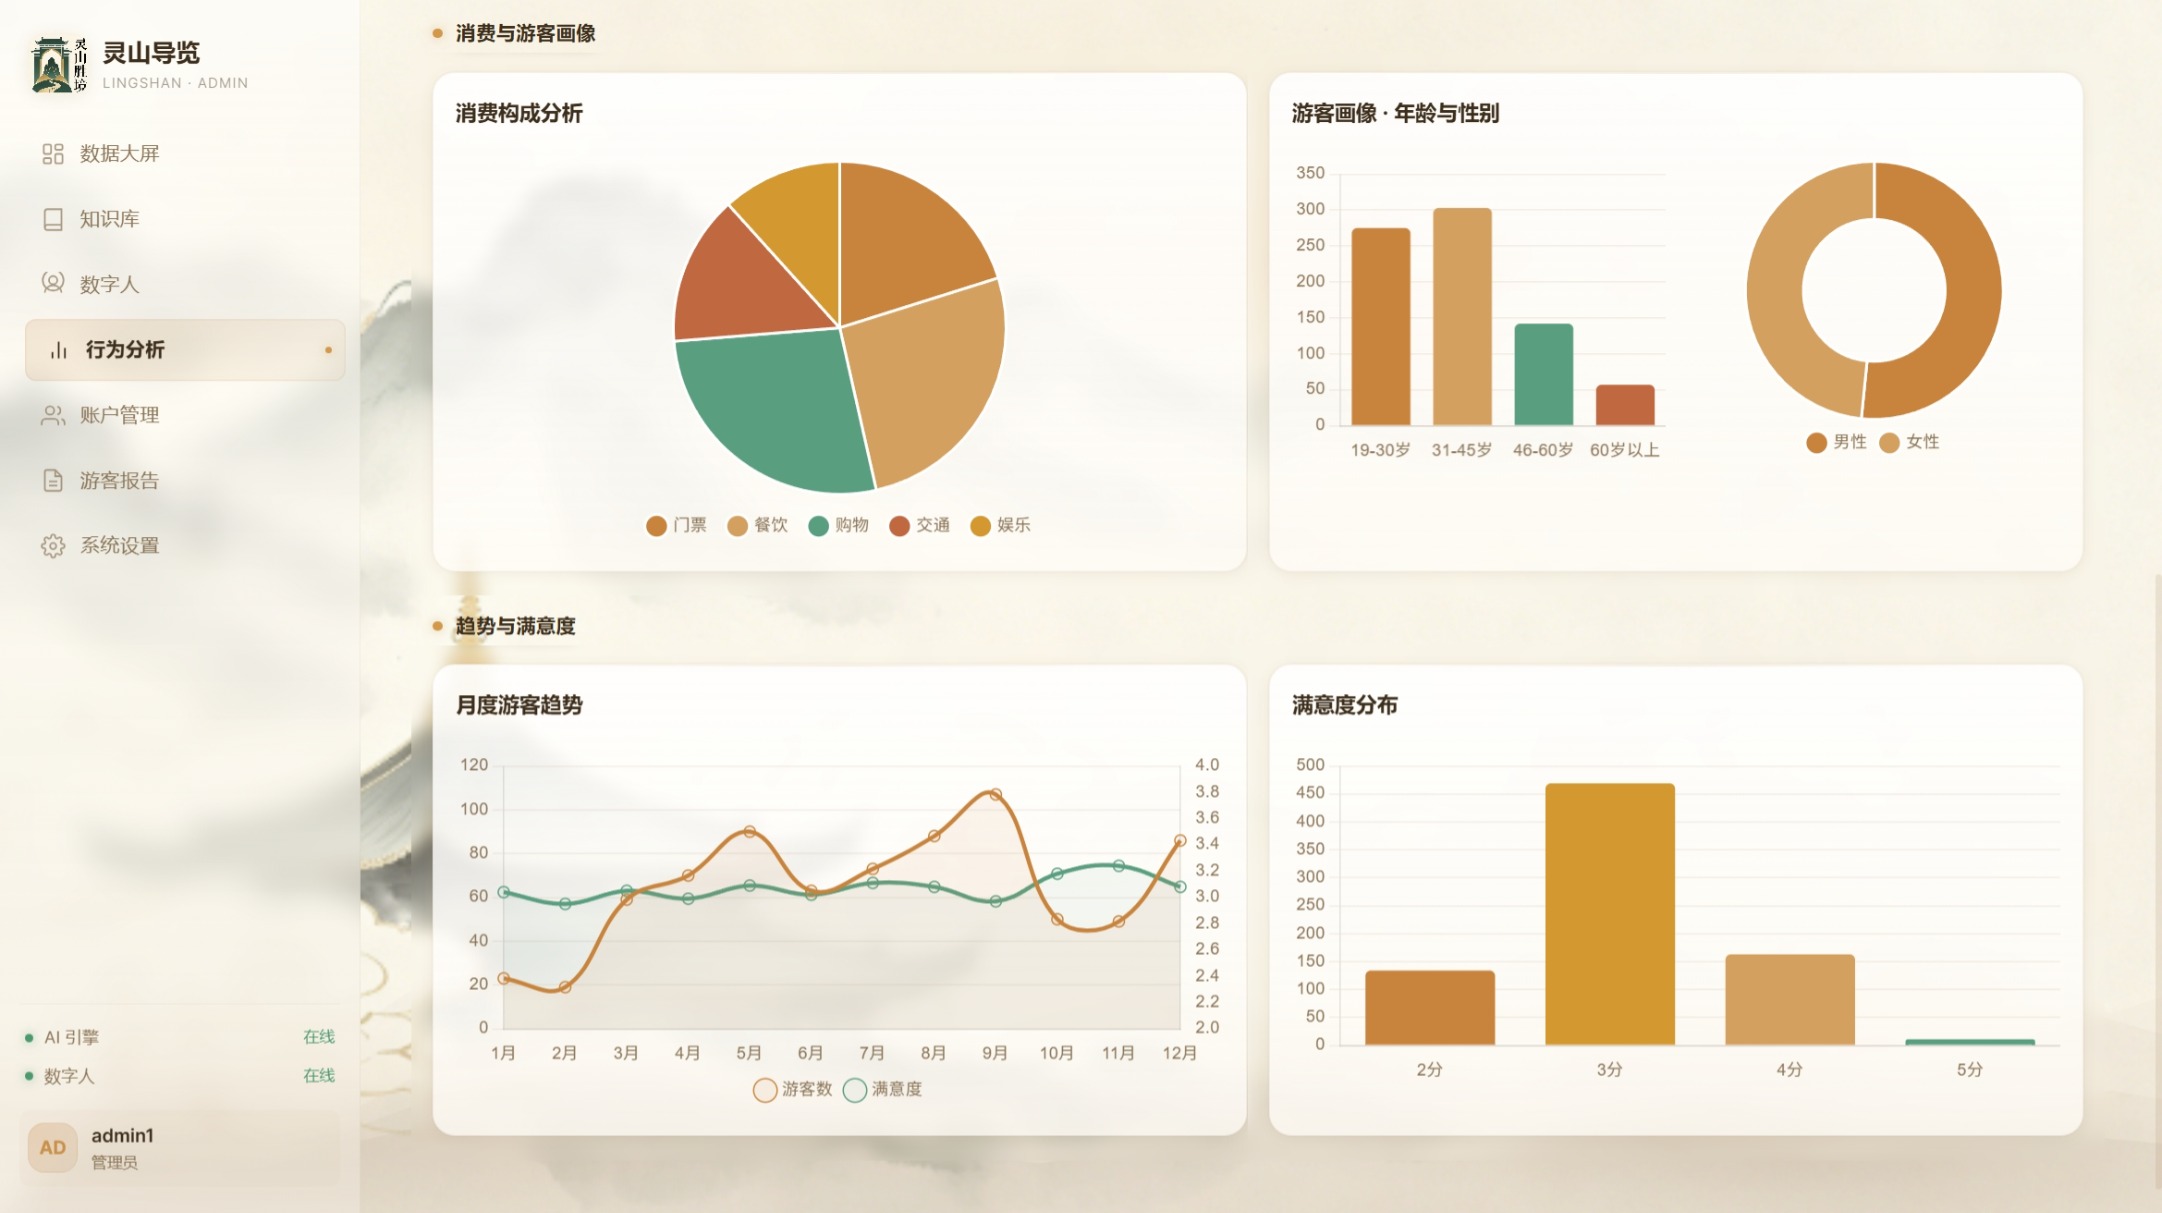 灵山胜境
灵山导览
LINGSHAN · ADMIN
数据大屏
知识库
数字人
行为分析
账户管理
游客报告
系统设置
AI 引擎 在线
数字人 在线
AD
admin1
管理员
消费与游客画像
消费构成分析
门票 餐饮 购物 交通 娱乐
游客画像 · 年龄与性别
350
300
250
200
150
100
50
0
19-30岁 31-45岁 46-60岁 60岁以上
男性 女性
趋势与满意度
月度游客趋势
120
100
80
60
40
20
0
4.0
3.8
3.6
3.4
3.2
3.0
2.8
2.6
2.4
2.2
2.0
1月 2月 3月 4月 5月 6月 7月 8月 9月 10月 11月 12月
游客数 满意度
满意度分布
500
450
400
350
300
250
200
150
100
50
0
2分 3分 4分 5分